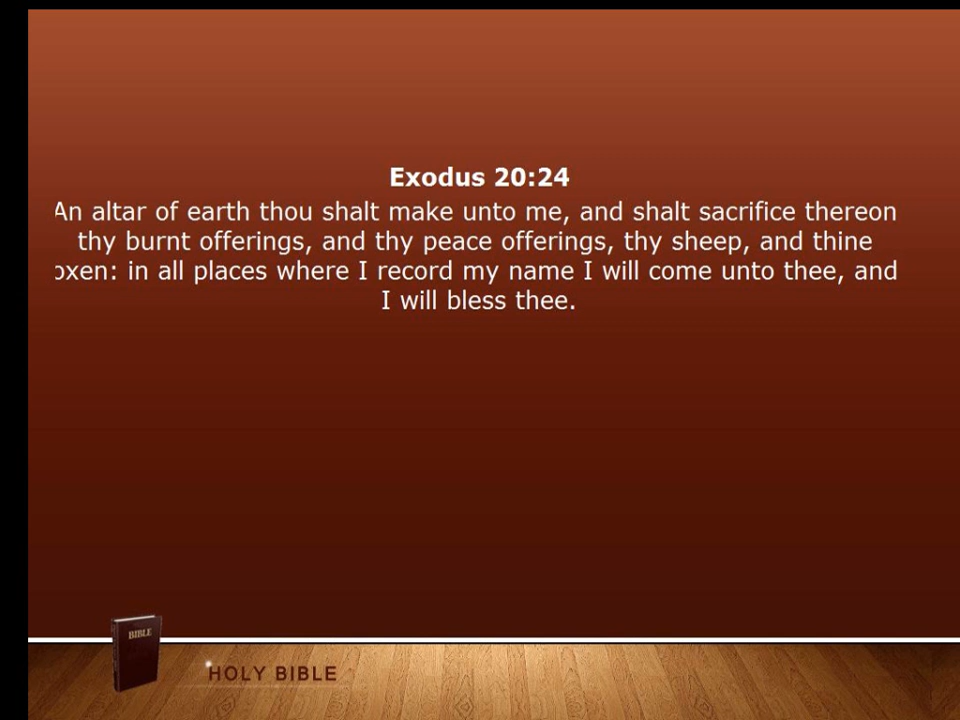 Exodus 20:24
An altar of earth thou shalt make unto me, and shalt sacrifice thereon
thy burnt offerings, and thy peace offerings, thy sheep, and thine
oxen: in all places where I record my name I will come unto thee, and
I will bless thee.
BIBLE
HOLY BIBLE